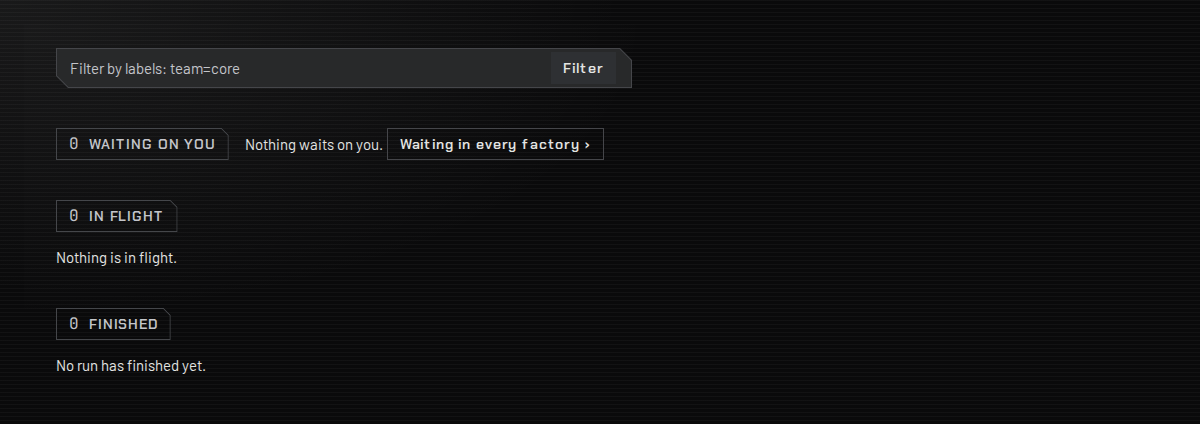 Filter by labels: team=core Filter
0 WAITING ON YOU Nothing waits on you. Waiting in every factory ›
0 IN FLIGHT
Nothing is in flight.
0 FINISHED
No run has finished yet.